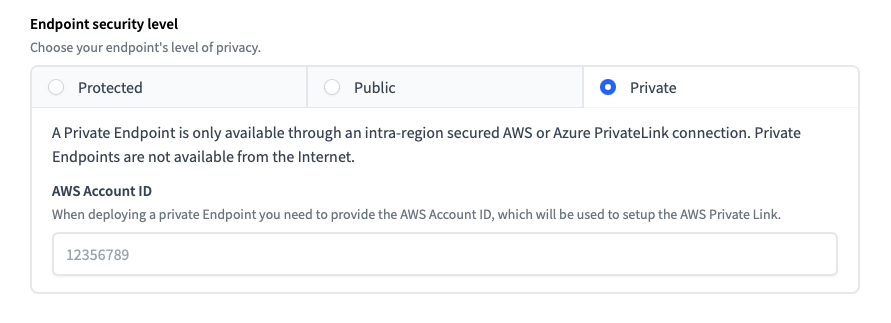 Endpoint security level
Choose your endpoint's level of privacy.
Protected
Public
Private
A Private Endpoint is only available through an intra-region secured AWS or Azure PrivateLink connection. Private
Endpoints are not available from the Internet.
AWS Account ID
When deploying a private Endpoint you need to provide the AWS Account ID, which will be used to setup the AWS Private Link.
12356789